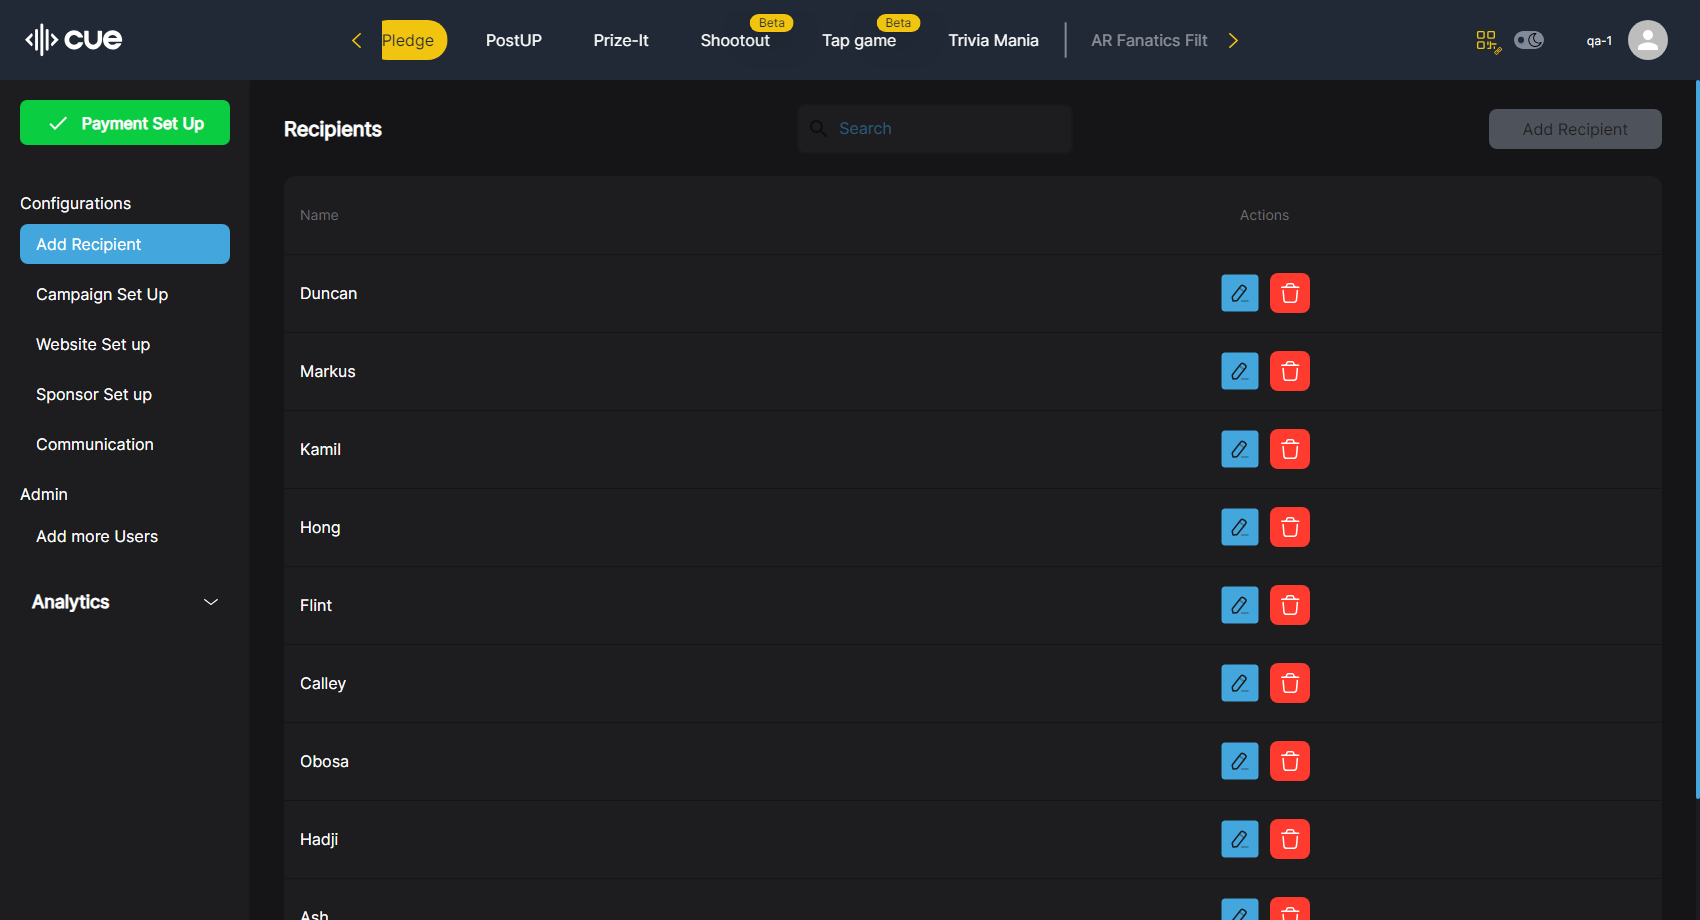 cue
Pledge
PostUP
Prize-It
Shootout
Beta
Tap game
Beta
Trivia Mania
AR Fanatics Filt
qa-1
Payment Set Up
Configurations
Add Recipient
Campaign Set Up
Website Set up
Sponsor Set up
Communication
Admin
Add more Users
Analytics
Recipients
Search
Add Recipient
Name
Actions
Duncan
Markus
Kamil
Hong
Flint
Calley
Obosa
Hadji
Ash